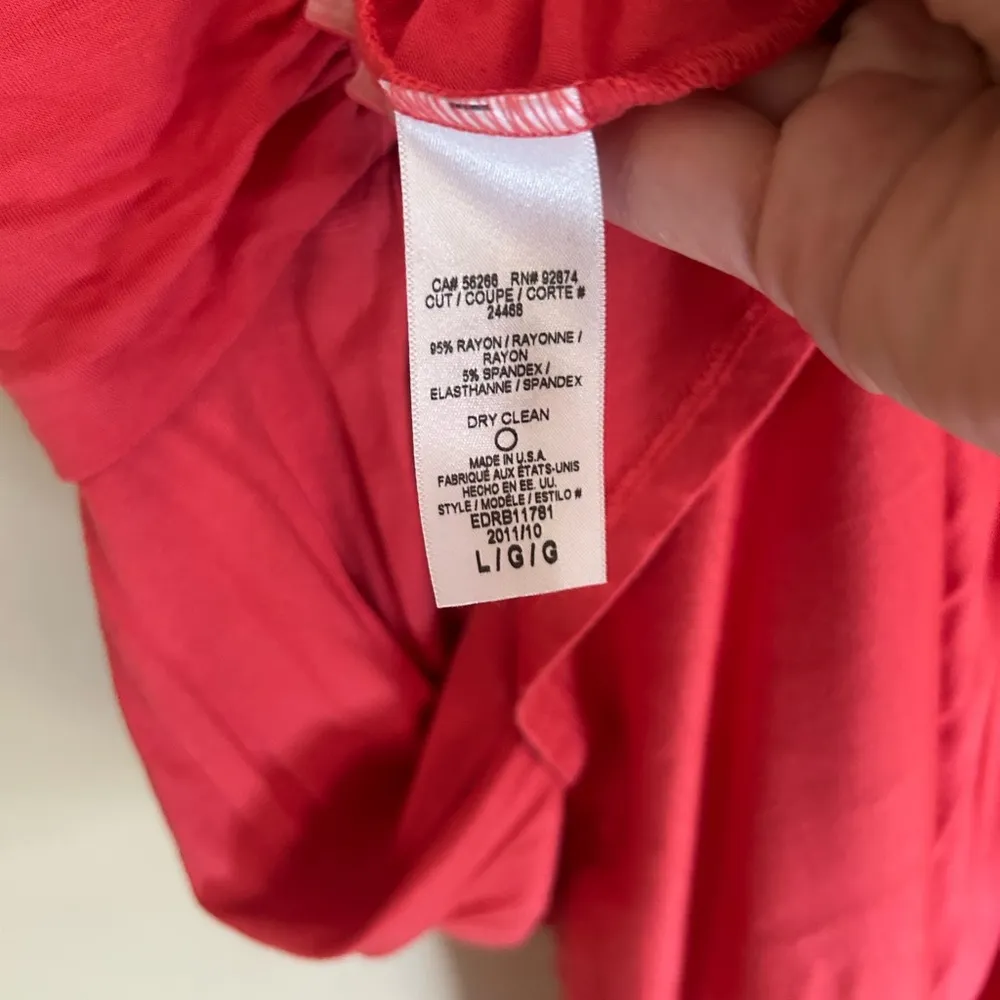 CA# 56266 RN# 92674
CUT / COUPE / CORTE #
24468
95% RAYON / RAYONNE /
RAYON
5% SPANDEX /
ELASTHANNE / SPANDEX
DRY CLEAN
MADE IN U.S.A.
FABRIQUÉ AUX ÉTATS-UNIS
HECHO EN EE. UU.
STYLE / MODÈLE / ESTILO #
EDRB11781
2011/10
L / G / G